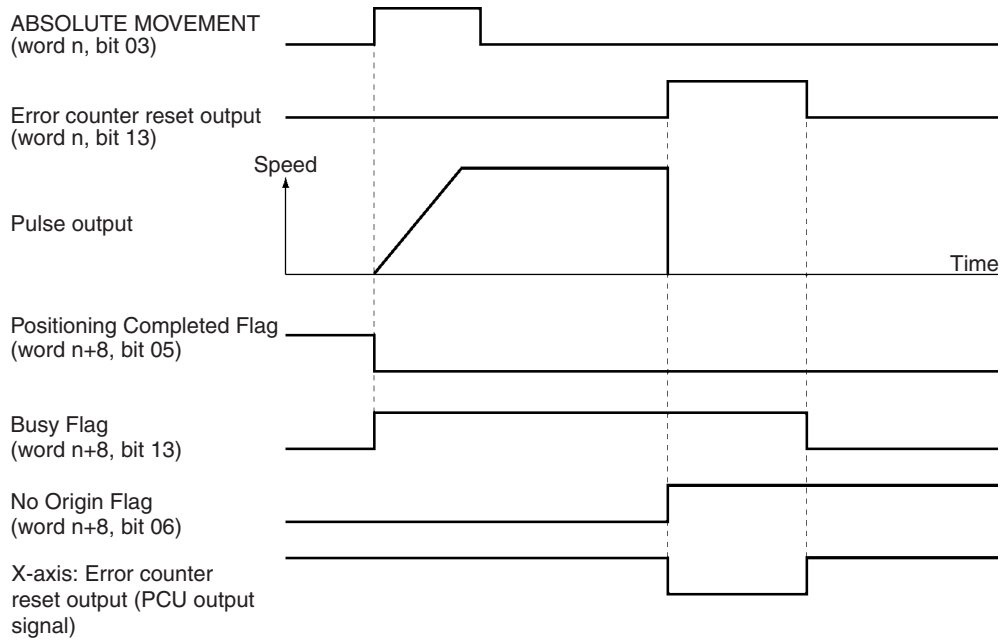 ABSOLUTE MOVEMENT
(word n, bit 03)
Error counter reset output
(word n, bit 13)
Speed
Pulse output
Time
Positioning Completed Flag
(word n+8, bit 05)
Busy Flag
(word n+8, bit 13)
No Origin Flag
(word n+8, bit 06)
X-axis: Error counter
reset output (PCU output
signal)